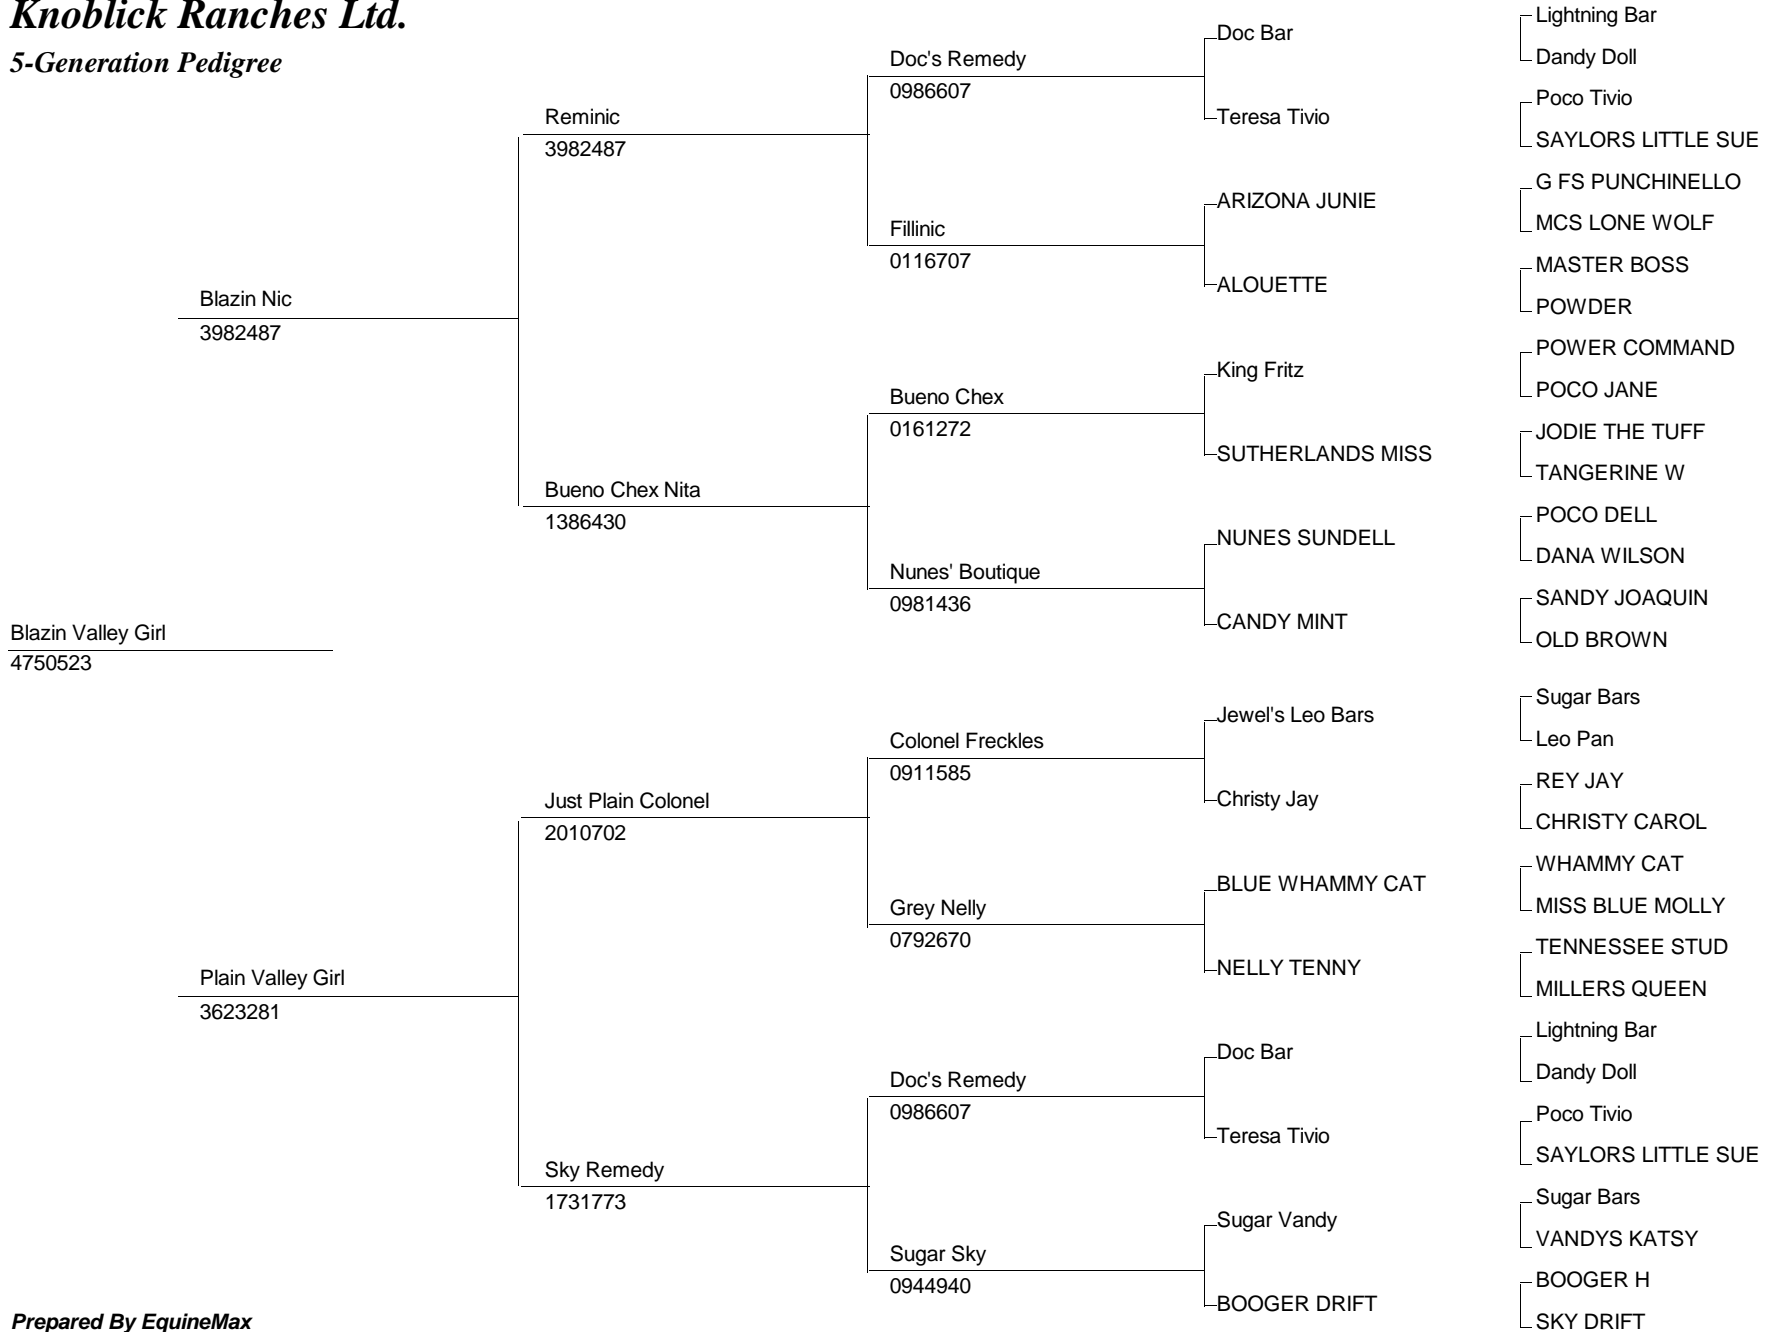 Knoblick Ranches Ltd.
5-Generation Pedigree
Blazin Valley Girl
4750523
Blazin Nic
3982487
Plain Valley Girl
3623281
Reminic
3982487
Bueno Chex Nita
1386430
Just Plain Colonel
2010702
Sky Remedy
1731773
Doc's Remedy
0986607
Fillinic
0116707
Bueno Chex
0161272
Nunes' Boutique
0981436
Colonel Freckles
0911585
Grey Nelly
0792670
Doc's Remedy
0986607
Sugar Sky
0944940
Doc Bar
Teresa Tivio
ARIZONA JUNIE
ALOUETTE
King Fritz
SUTHERLANDS MISS
NUNES SUNDELL
CANDY MINT
Jewel's Leo Bars
Christy Jay
BLUE WHAMMY CAT
NELLY TENNY
Doc Bar
Teresa Tivio
Sugar Vandy
BOOGER DRIFT
Lightning Bar
Dandy Doll
Poco Tivio
SAYLORS LITTLE SUE
G FS PUNCHINELLO
MCS LONE WOLF
MASTER BOSS
POWDER
POWER COMMAND
POCO JANE
JODIE THE TUFF
TANGERINE W
POCO DELL
DANA WILSON
SANDY JOAQUIN
OLD BROWN
Sugar Bars
Leo Pan
REY JAY
CHRISTY CAROL
WHAMMY CAT
MISS BLUE MOLLY
TENNESSEE STUD
MILLERS QUEEN
Lightning Bar
Dandy Doll
Poco Tivio
SAYLORS LITTLE SUE
Sugar Bars
VANDYS KATSY
BOOGER H
SKY DRIFT
Prepared By EquineMax